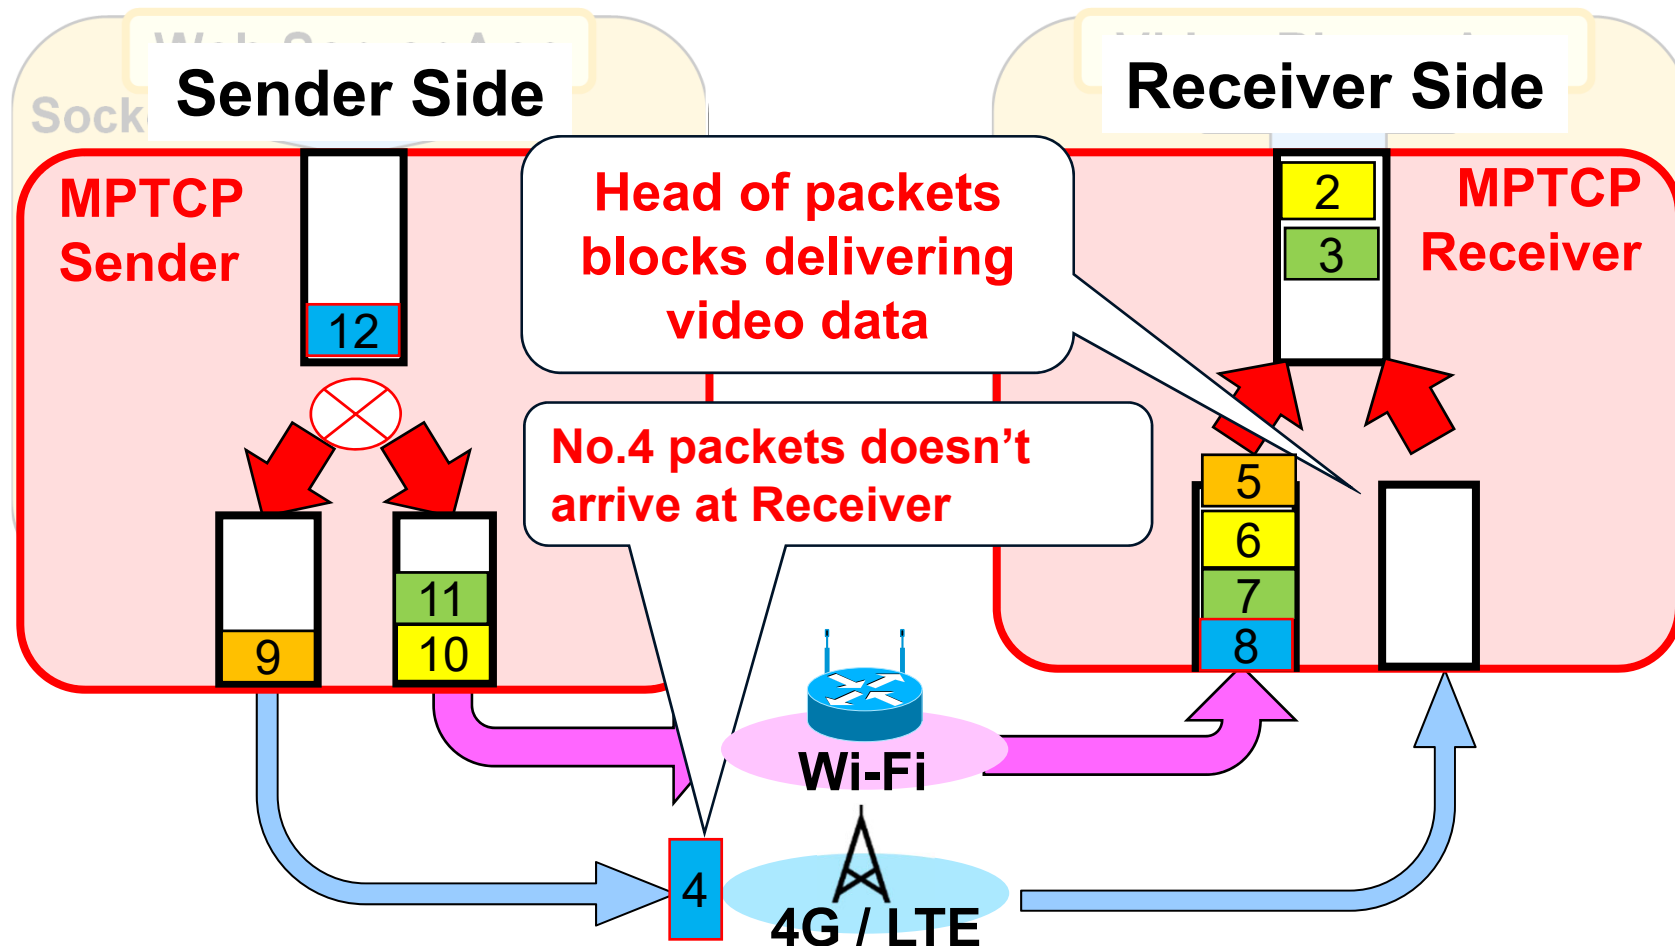 Sender Side
Receiver Side
Sock
MPTCP
Sender
12
9
11
10
Head of packets
blocks delivering
video data
No.4 packets doesn't
arrive at Receiver
2
3
MPTCP
Receiver
5
6
7
8
Wi-Fi
4
4G / LTE